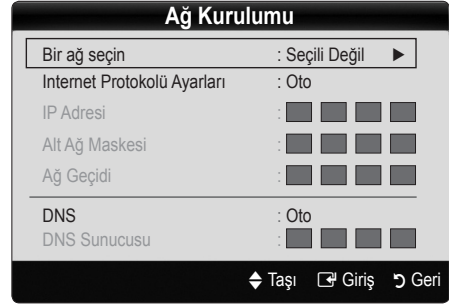 Ağ Kurulumu
Bir ağ seçin : Seçili Değil ►
Internet Protokolü Ayarları : Oto
IP Adresi :
Alt Ağ Maskesi :
Ağ Geçidi :
DNS : Oto
DNS Sunucusu :
Taşı Giriş Geri